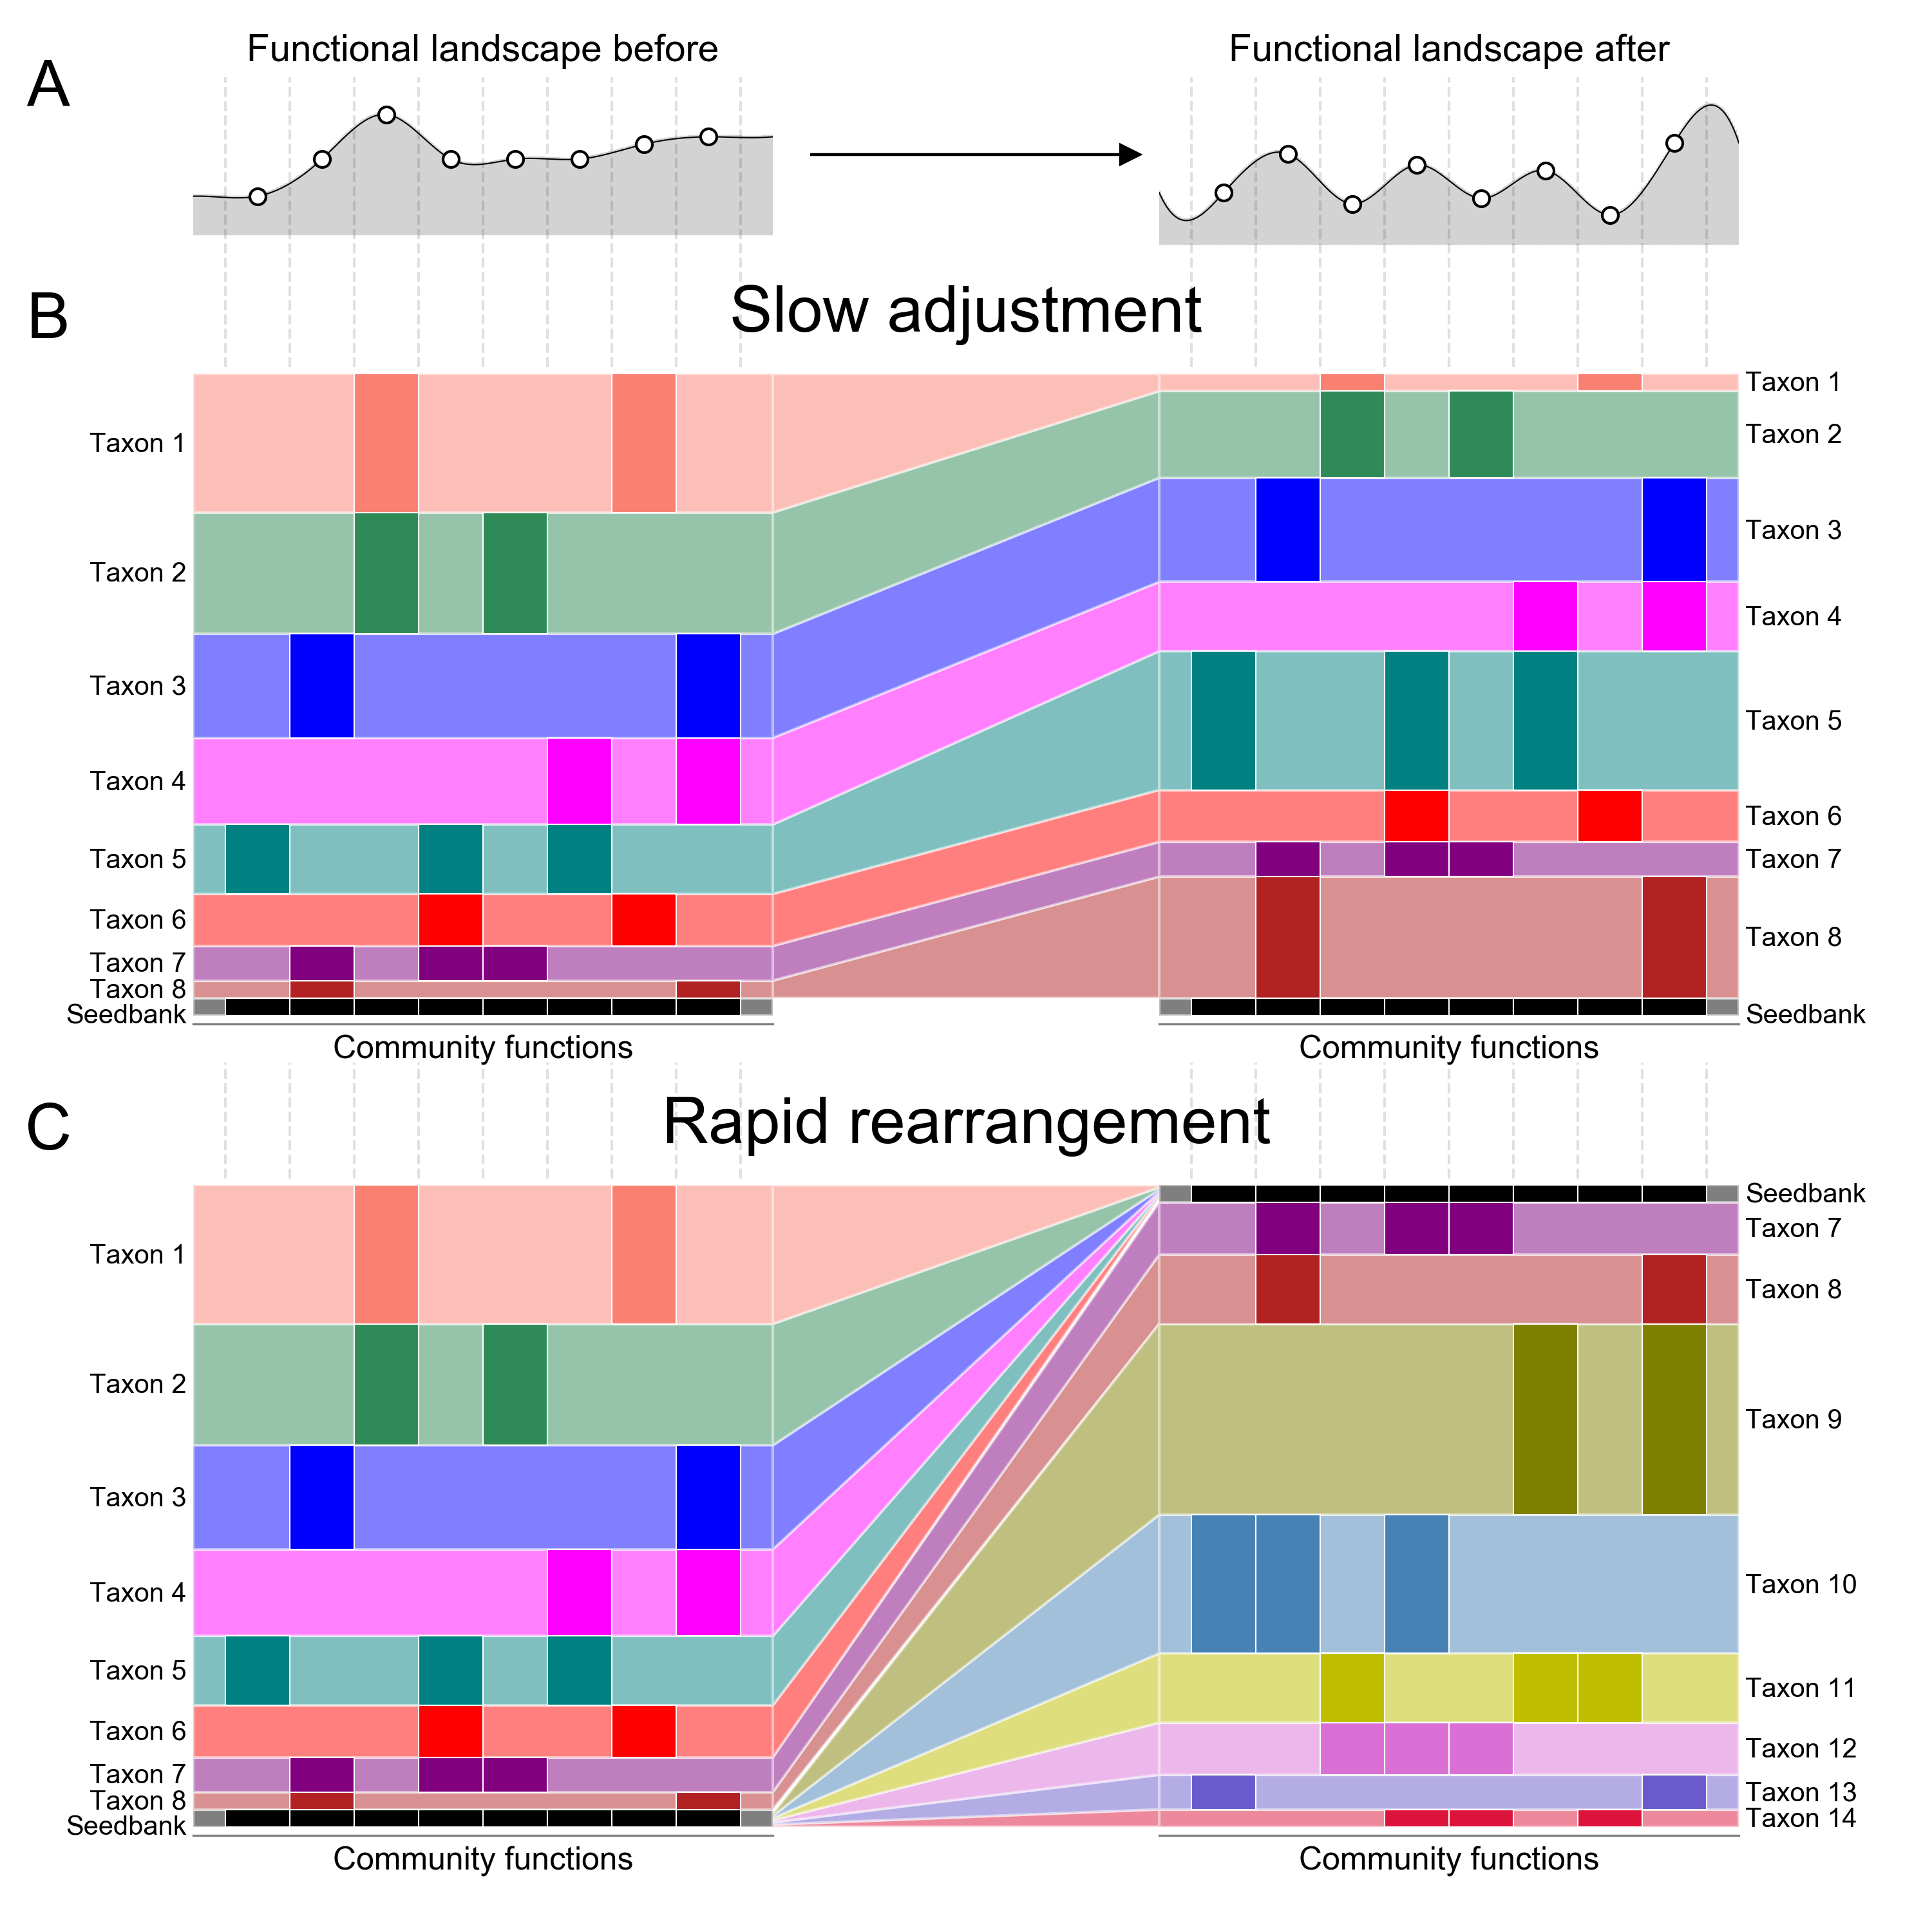 A
Functional landscape before
Functional landscape after
B
Slow adjustment
Taxon 1
Taxon 2
Taxon 3
Taxon 4
Taxon 5
Taxon 6
Taxon 7
Taxon 8
Seedbank
Taxon 1
Taxon 2
Taxon 3
Taxon 4
Taxon 5
Taxon 6
Taxon 7
Taxon 8
Seedbank
Community functions
Community functions
C
Rapid rearrangement
Taxon 1
Taxon 2
Taxon 3
Taxon 4
Taxon 5
Taxon 6
Taxon 7
Taxon 8
Seedbank
Seedbank
Taxon 7
Taxon 8
Taxon 9
Taxon 10
Taxon 11
Taxon 12
Taxon 13
Taxon 14
Community functions
Community functions